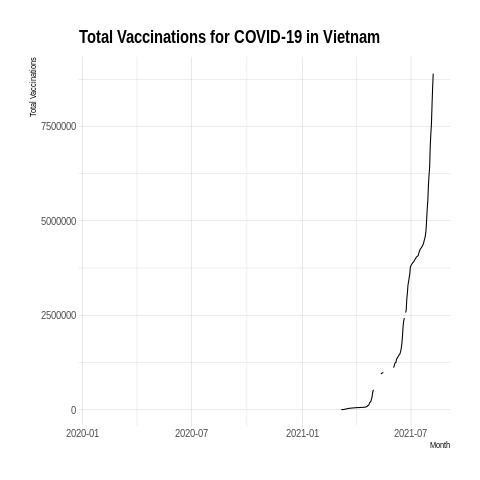 Total Vaccinations for COVID-19 in Vietnam
Total Vaccinations
7500000
5000000
2500000
0
2020-01
2020-07
2021-01
2021-07
Month